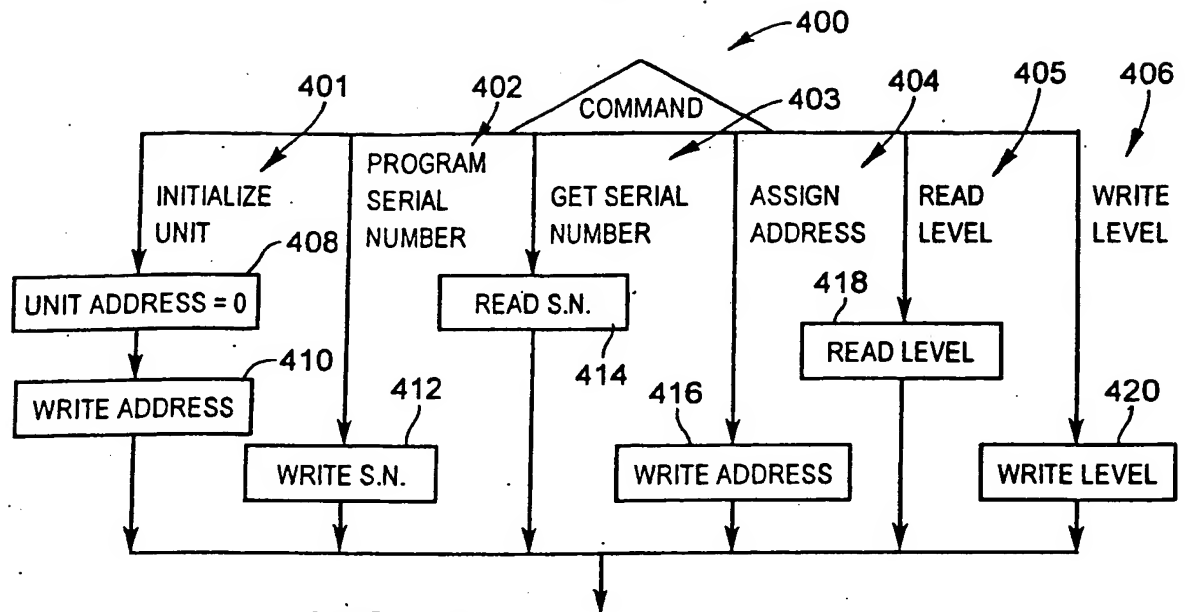 400
COMMAND
401
402
403
404
405
406
INITIALIZE
UNIT
PROGRAM
SERIAL
NUMBER
GET SERIAL
NUMBER
ASSIGN
ADDRESS
READ
LEVEL
WRITE
LEVEL
408
UNIT ADDRESS = 0
READ S.N.
414
418
READ LEVEL
410
WRITE ADDRESS
412
WRITE S.N.
416
WRITE ADDRESS
420
WRITE LEVEL